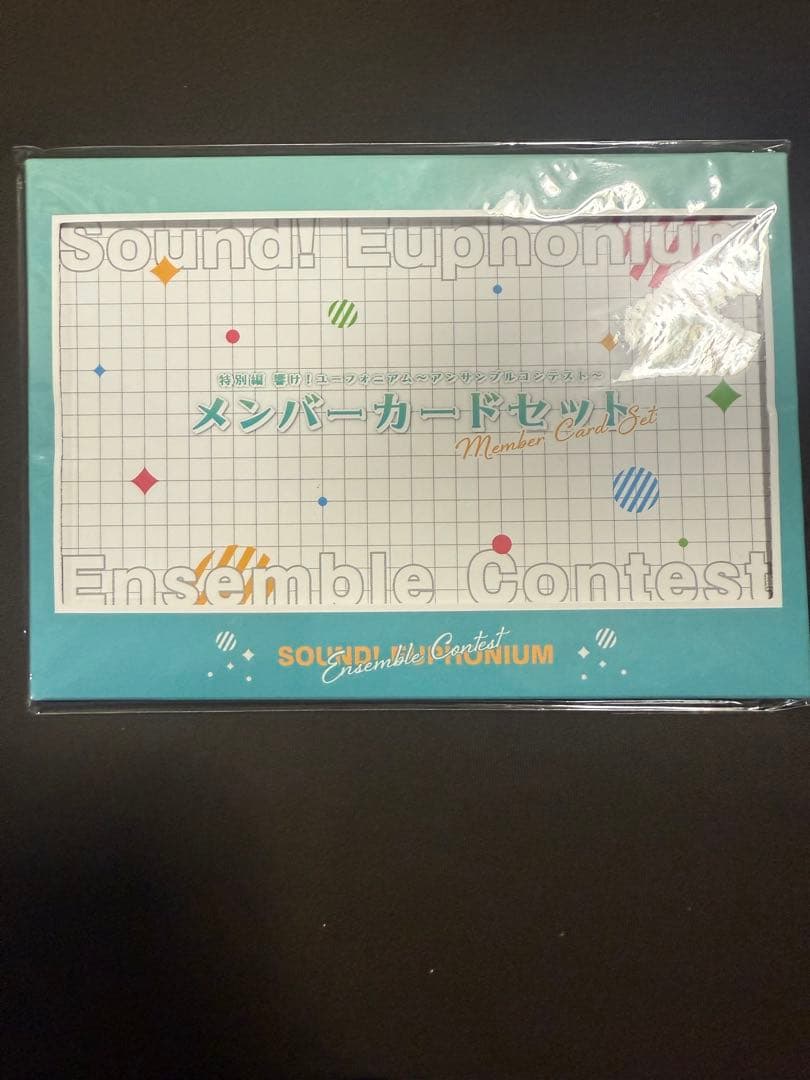 Sound! Euphonium
特別編 響け！ユーフォニアム～アンサンブルコンテスト～
メンバーカードセット
Member Card Set
Ensemble Contest
SOUND! EUPHONIUM
Ensemble Contest